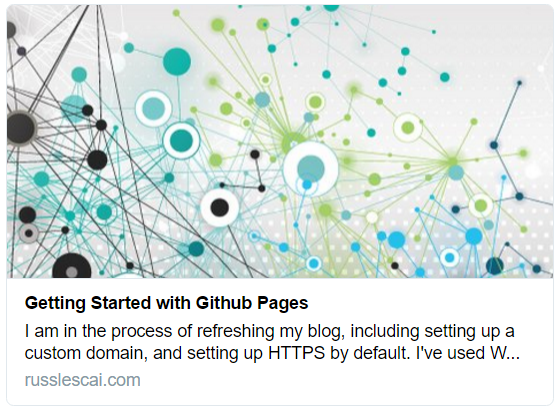 Getting Started with Github Pages
I am in the process of refreshing my blog, including setting up a
custom domain, and setting up HTTPS by default. I've used W...
russlescai.com